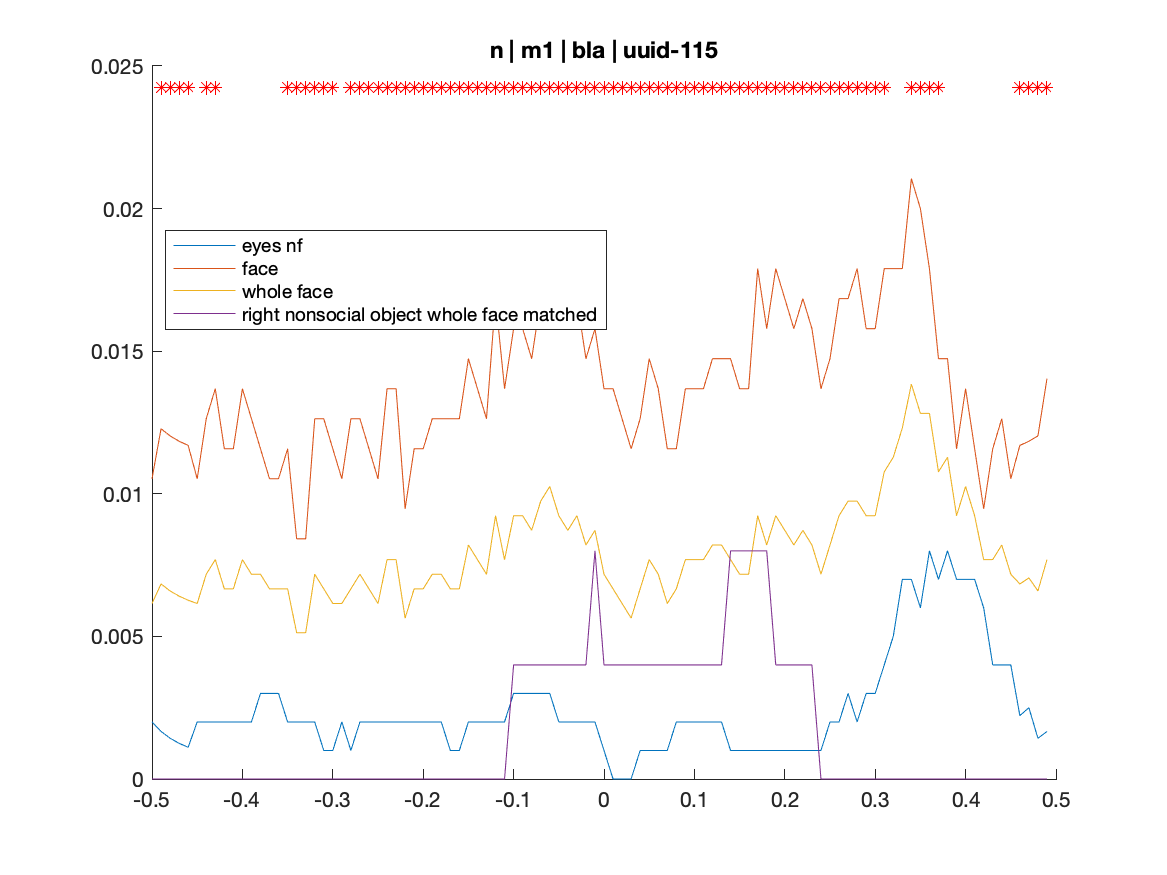 n | m1 | bla | uuid-115
0.025
0.02
0.015
0.01
0.005
0
eyes nf
face
whole face
right nonsocial object whole face matched
-0.5 -0.4 -0.3 -0.2 -0.1 0 0.1 0.2 0.3 0.4 0.5